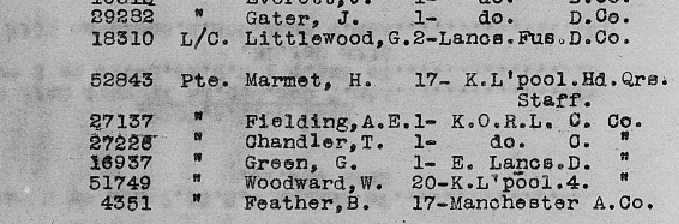 29282 " Gater, J. 1- do. D.Co.
18310 L/C. Littlewood,G.2-Lancs.Fus.D.Co.
52843 Pte. Marmet, H. 17- K.L'pool.Hd.Qrs.
Staff.
27137 " Fielding,A.E.1- K.O.R.L. C. Co.
27226 " Chandler,T. 1- do. C. "
16937 " Green, G. 1- E. Lancs.D. "
51749 " Woodward,W. 20-K.L'pool.4. "
4351 " Feather,B. 17-Manchester A.Co.